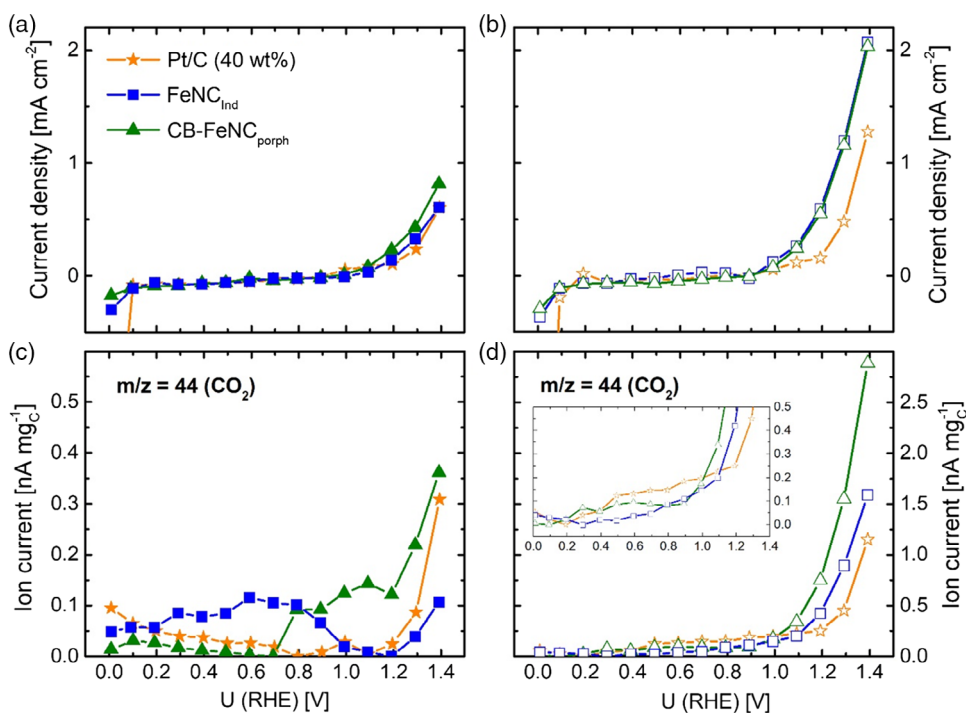 (a)
Current density [mA cm⁻²]
2
1
0
Pt/C (40 wt%)
FeNC_Ind
CB-FeNC_porph
(b)
2
1
0
Current density [mA cm⁻²]
(c)
Ion current [nA mg_C⁻¹]
0.5
0.4
0.3
0.2
0.1
0.0
m/z = 44 (CO₂)
0.0 0.2 0.4 0.6 0.8 1.0 1.2 1.4
U (RHE) [V]
(d)
m/z = 44 (CO₂)
0.5
0.4
0.3
0.2
0.1
0.0
0.0 0.2 0.4 0.6 0.8 1.0 1.2 1.4
2.5
2.0
1.5
1.0
0.5
0.0
Ion current [nA mg_C⁻¹]
0.0 0.2 0.4 0.6 0.8 1.0 1.2 1.4
U (RHE) [V]